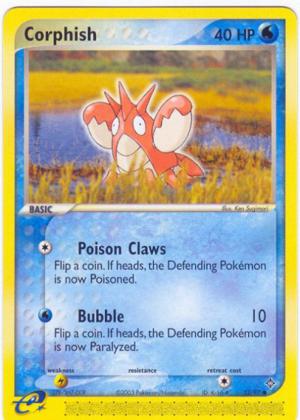 Corphish 40 HP
Illus. Ken Sugimori
BASIC
Poison Claws
Flip a coin. If heads, the Defending Pokémon
is now Poisoned.
Bubble 10
Flip a coin. If heads, the Defending Pokémon
is now Paralyzed.
weakness resistance retreat cost
©2003 Pokémon/Nintendo
e